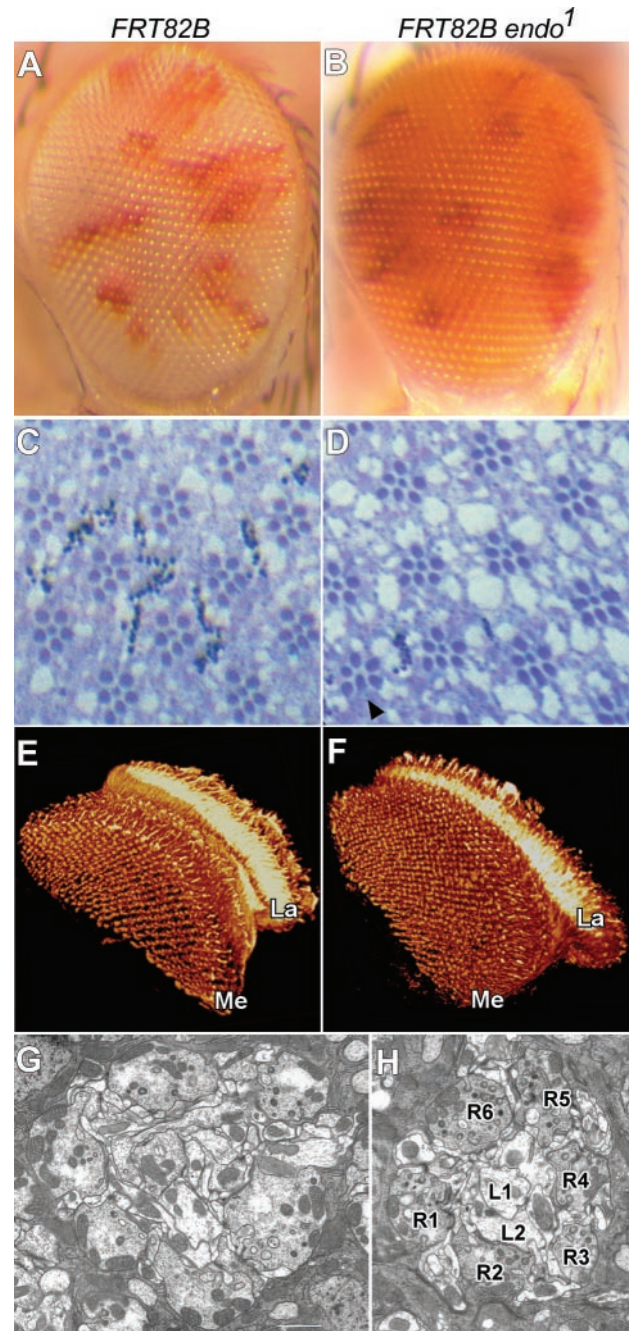 FRT82B FRT82B endo¹
A B
C D
E F
La La
Me Me
G H
R5
R6
R4
L1
R1
L2
R3
R2